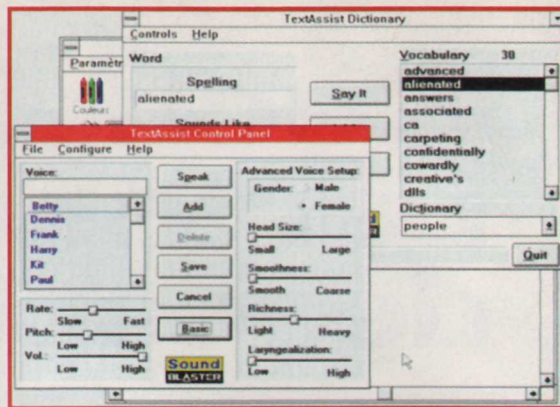 TextAssist Dictionary
Controls Help
Paramètr
Couleurs
Word
Spelling
alienated
Sounds Like
Say It
Vocabulary 30
advanced
alienated
answers
associated
ca
carpeting
confidentially
cowardly
creative's
dlls
Dictionary
people
Quit
TextAssist Control Panel
File Configure Help
Voice:
Betty
Dennis
Frank
Harry
Kit
Paul
Rate:
Slow Fast
Pitch:
Low High
Vol.:
Low High
Speak
Add
Delete
Save
Cancel
Basic
Sound
BLASTER
Advanced Voice Setup:
Gender: Male
Female
Head Size:
Small Large
Smoothness:
Smooth Coarse
Richness:
Light Heavy
Laryngealization:
Low High